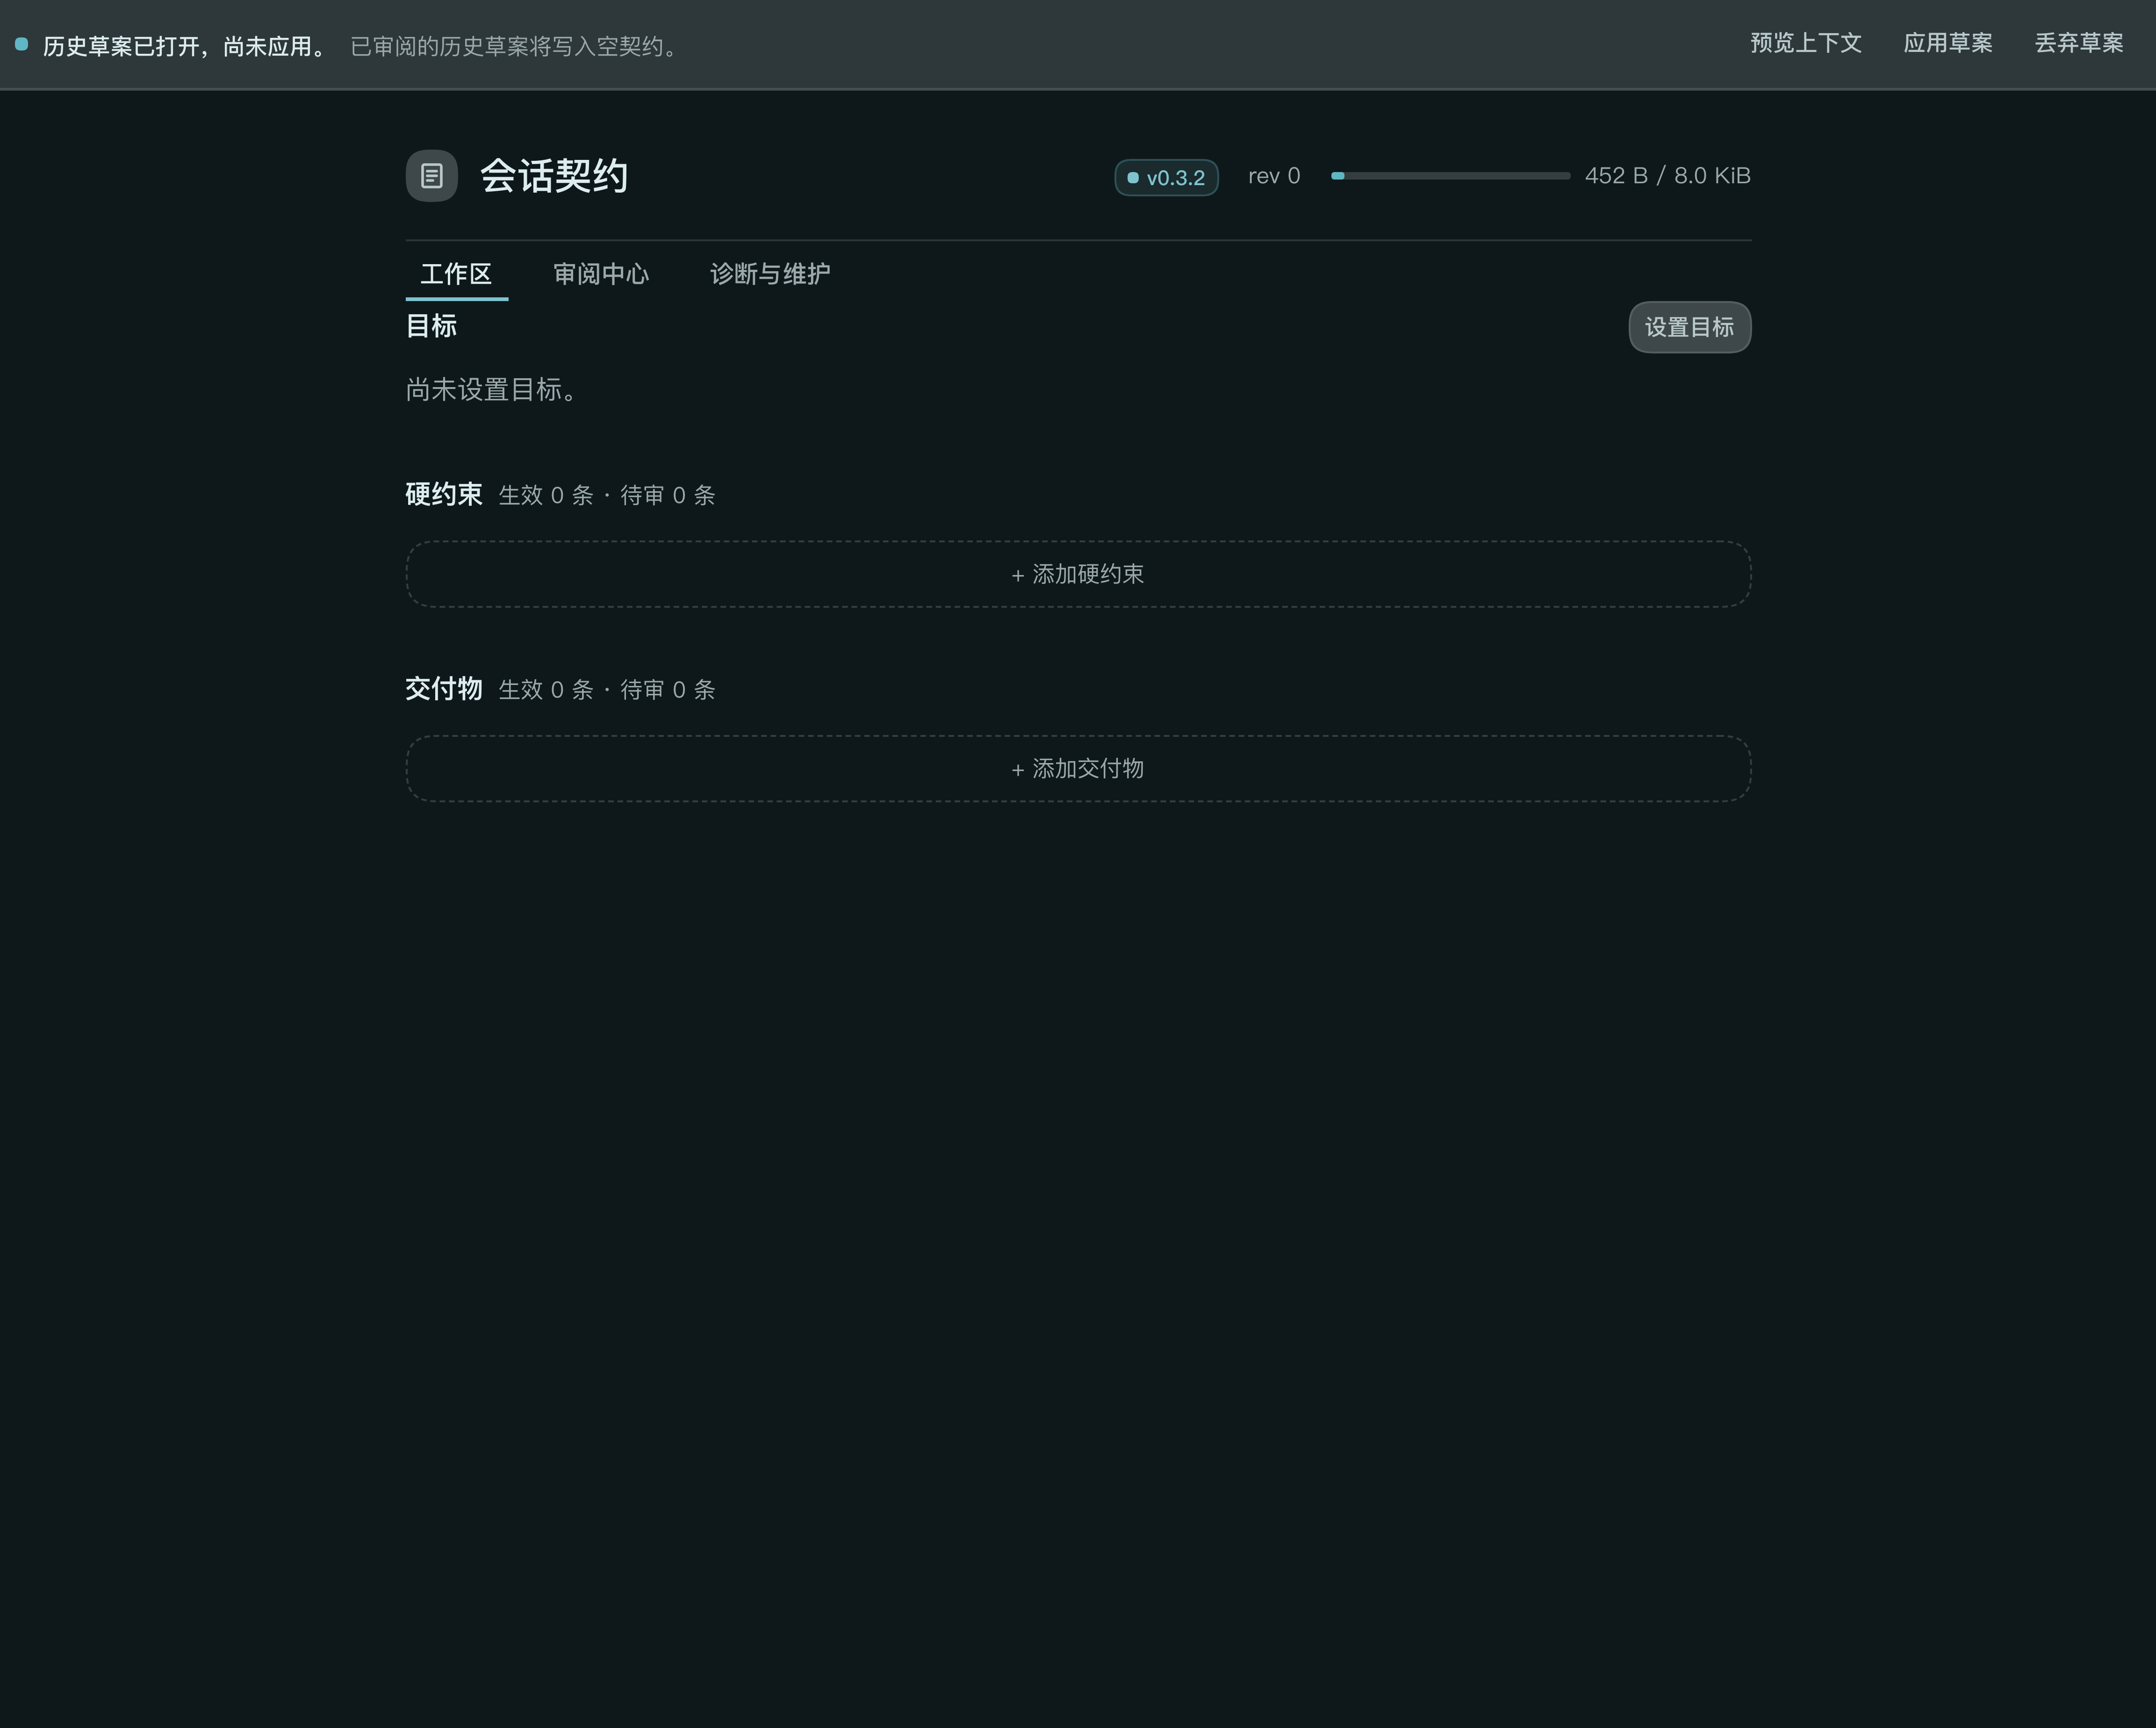 历史草案已打开，尚未应用。 已审阅的历史草案将写入空契约。 预览上下文 应用草案 丢弃草案
会话契约 v0.3.2 rev 0 452 B / 8.0 KiB
工作区 审阅中心 诊断与维护
目标 设置目标
尚未设置目标。
硬约束 生效 0 条 · 待审 0 条
+ 添加硬约束
交付物 生效 0 条 · 待审 0 条
+ 添加交付物